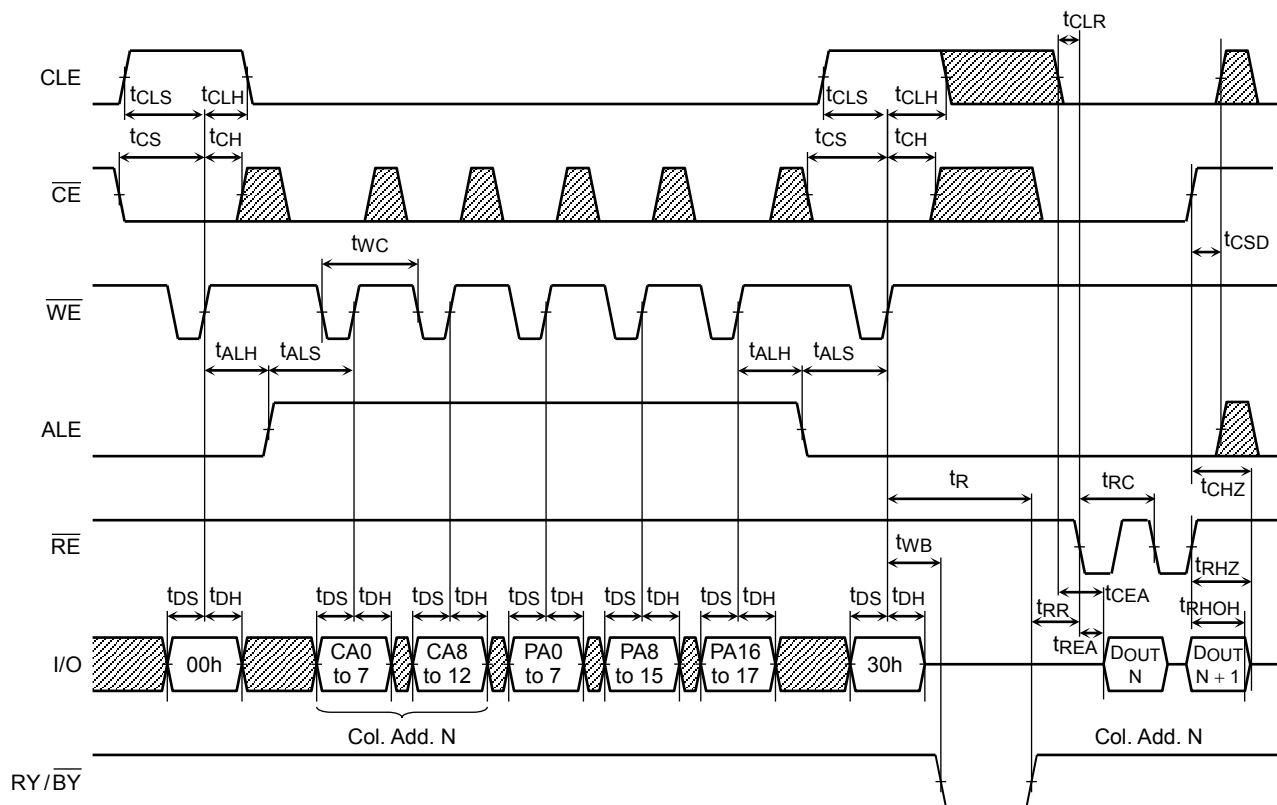 tCLR
CLE
tCLS tCLH tCLS tCLH
tCS tCH tCS tCH
CE
tWC tCSD
WE
tALH tALS tALH tALS
ALE
tR tRC tCHZ
RE
tWB tRHZ
tDS tDH tDS tDH tDS tDH tDS tDH tDS tDH tDS tDH tDS tDH tCEA
tRR tRHOH
tREA
I/O 00h CA0 to 7 CA8 to 12 PA0 to 7 PA8 to 15 PA16 to 17 30h DOUT N DOUT N + 1
Col. Add. N Col. Add. N
RY/BY